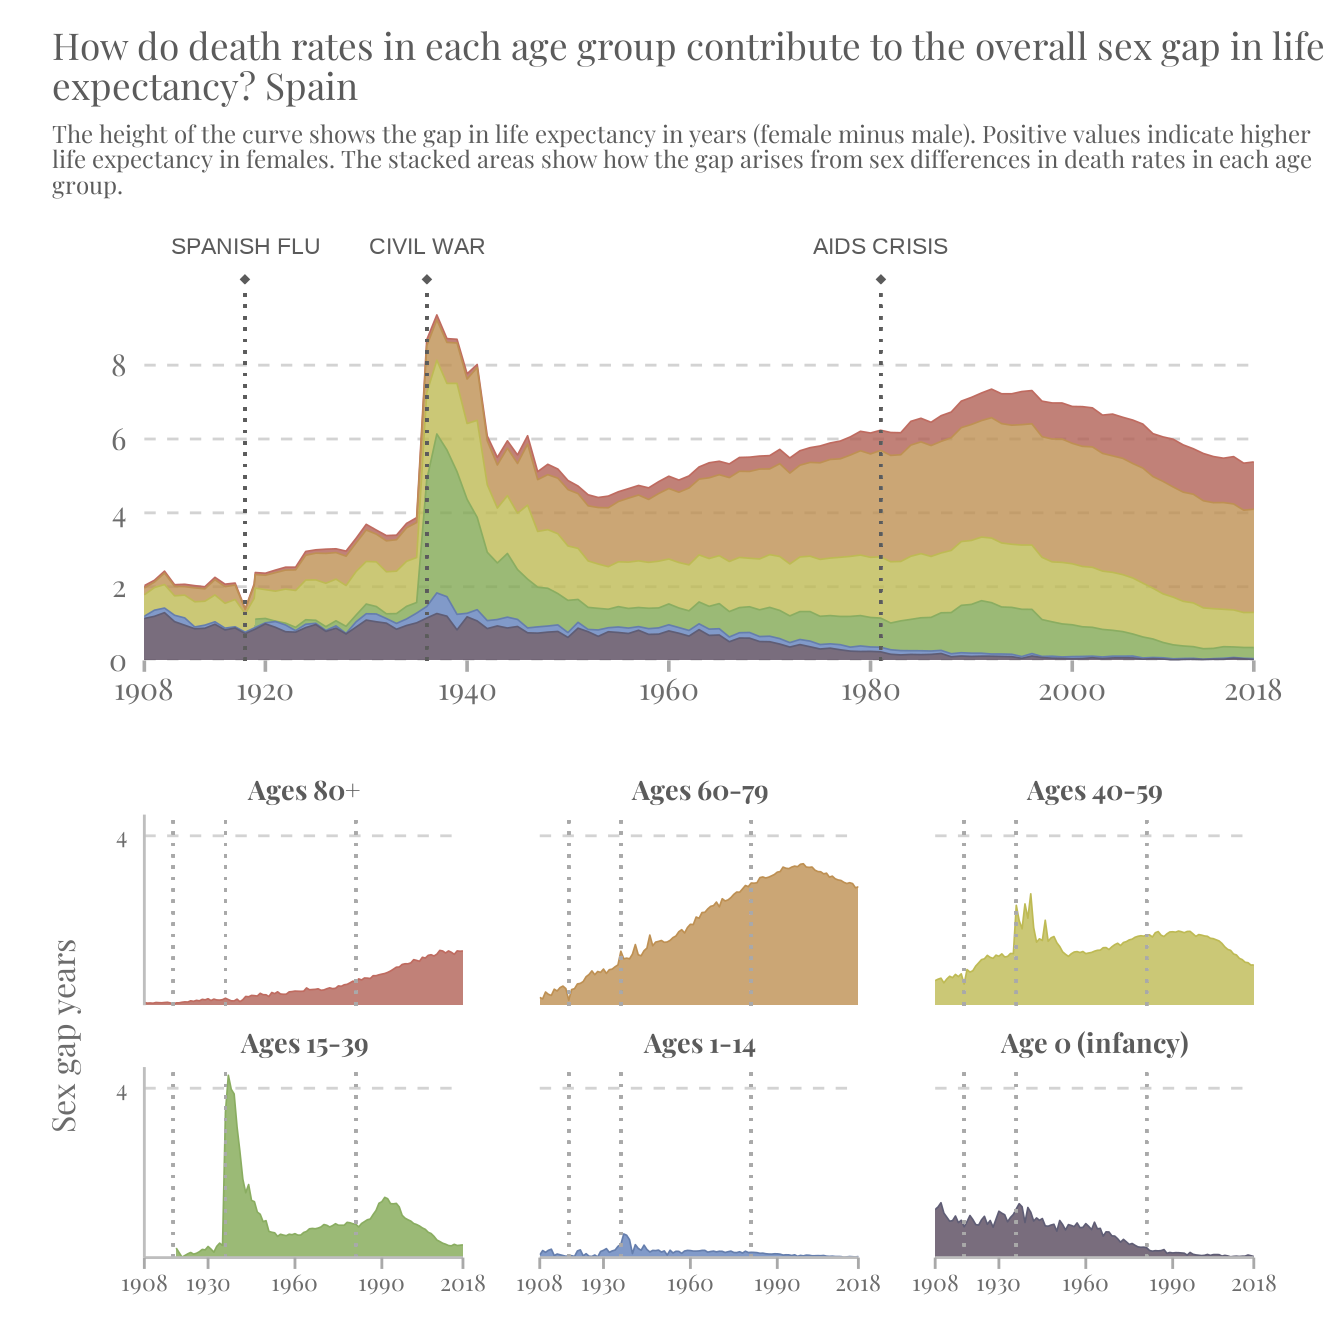 How do death rates in each age group contribute to the overall sex gap in life
expectancy? Spain
The height of the curve shows the gap in life expectancy in years (female minus male). Positive values indicate higher
life expectancy in females. The stacked areas show how the gap arises from sex differences in death rates in each age
group.
SPANISH FLU CIVIL WAR AIDS CRISIS
8
6
4
2
0
1908 1920 1940 1960 1980 2000 2018
Sex gap years
Ages 80+ Ages 60-79 Ages 40-59
4
Ages 15-39 Ages 1-14 Age 0 (infancy)
4
1908 1930 1960 1990 2018 1908 1930 1960 1990 2018 1908 1930 1960 1990 2018